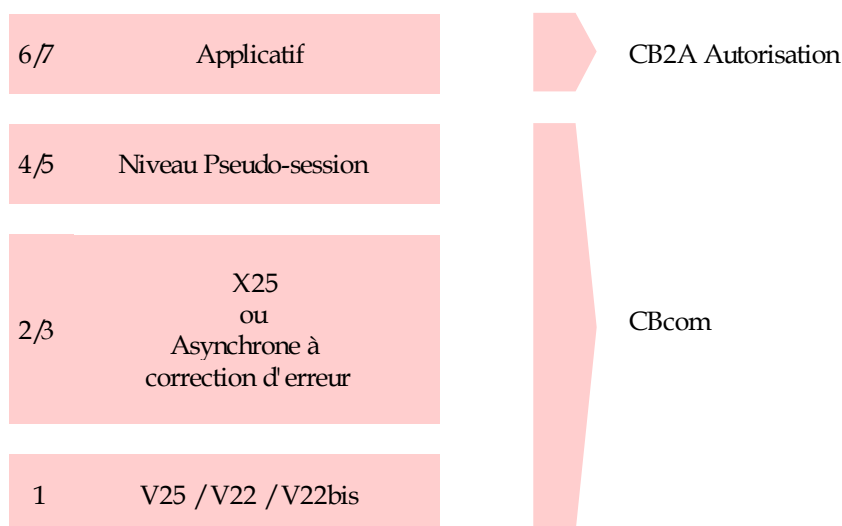 6/7 Applicatif CB2A Autorisation
4/5 Niveau Pseudo-session
2/3 X25
ou
Asynchrone à
correction d'erreur
CBcom
1 V25 / V22 / V22bis